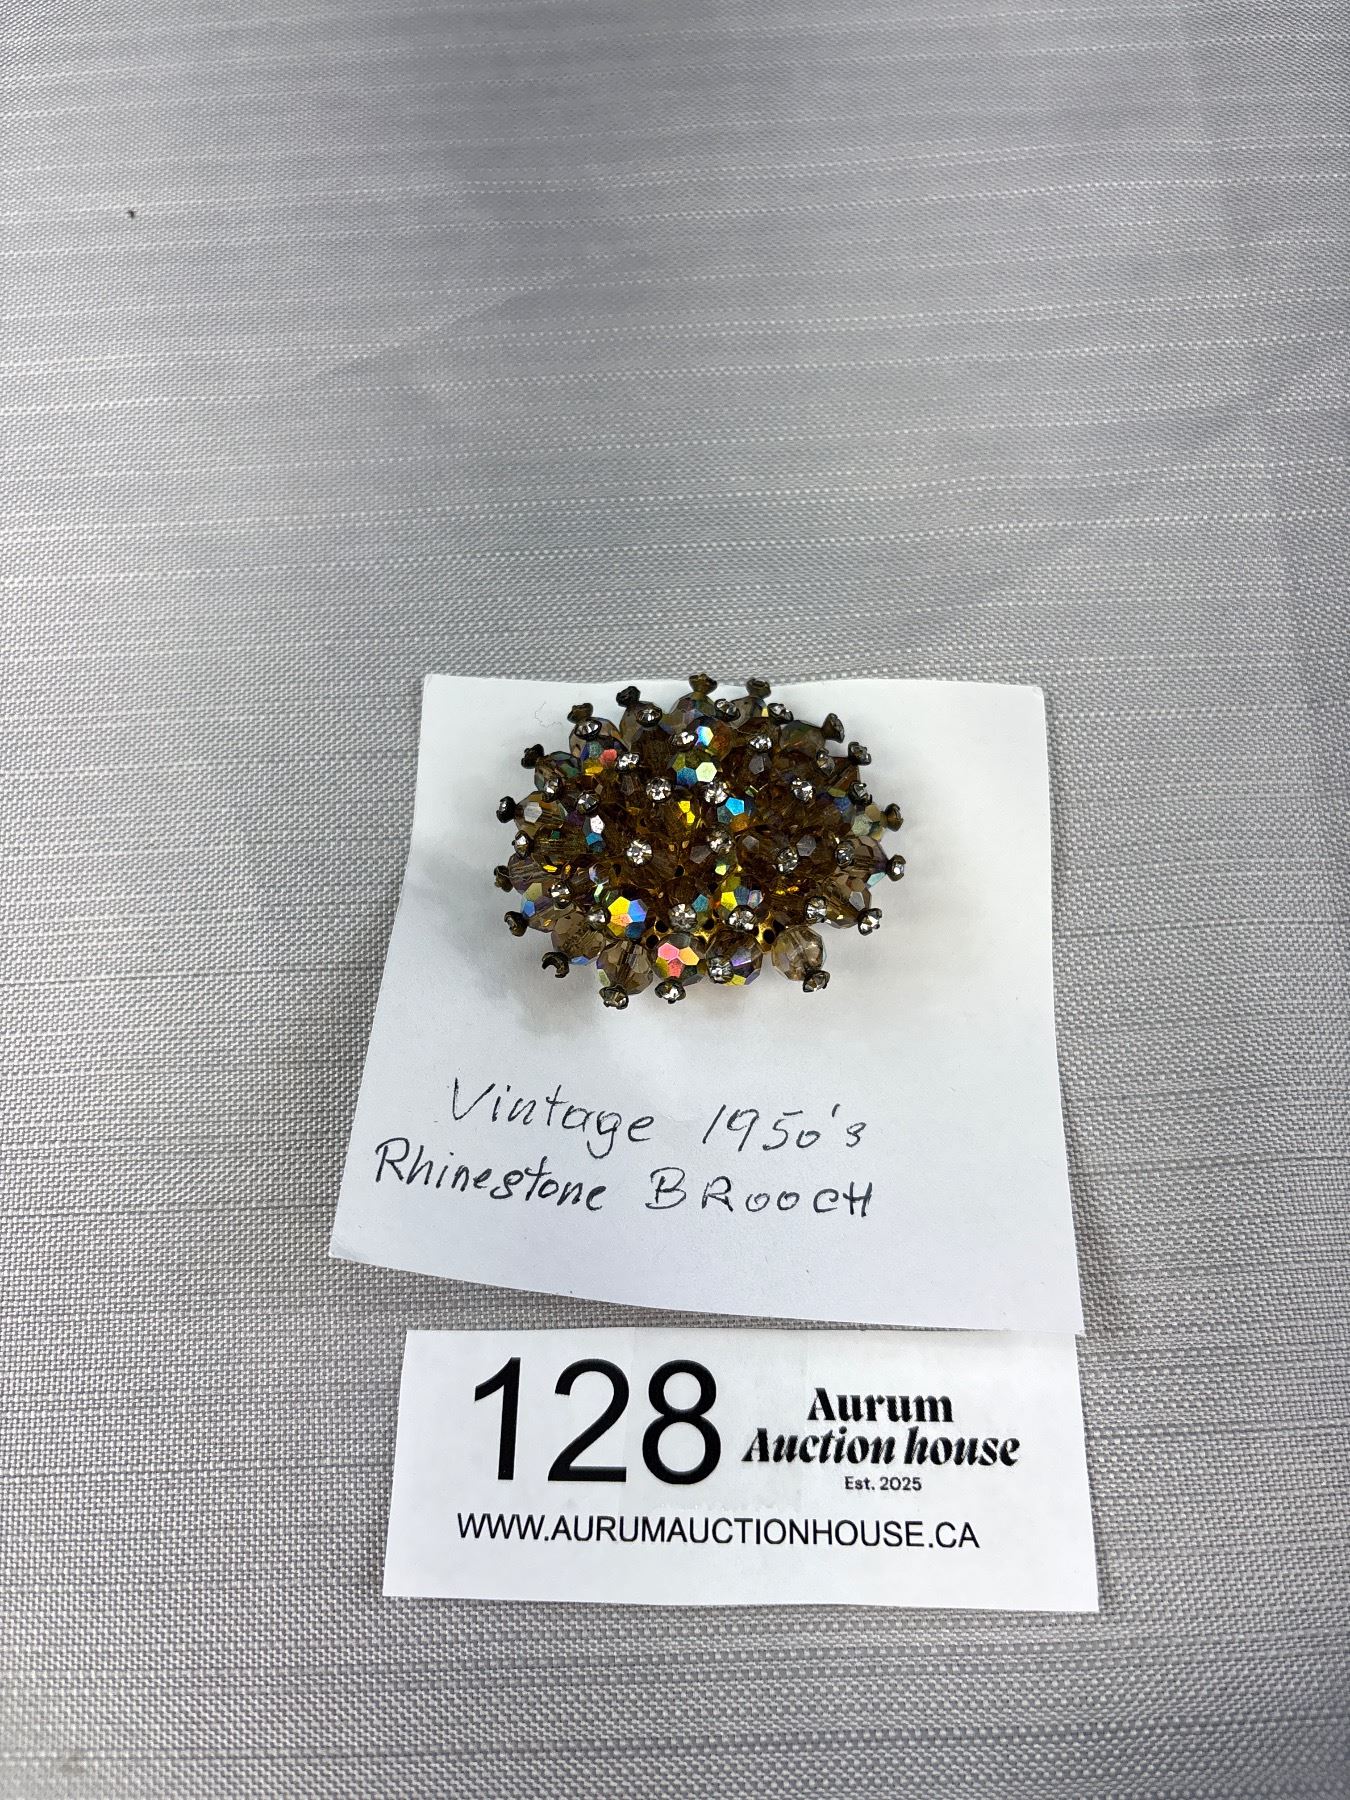 Vintage 1950's
Rhinestone BROOCH
128
Aurum
Auction house
Est. 2025
WWW.AURUMAUCTIONHOUSE.CA